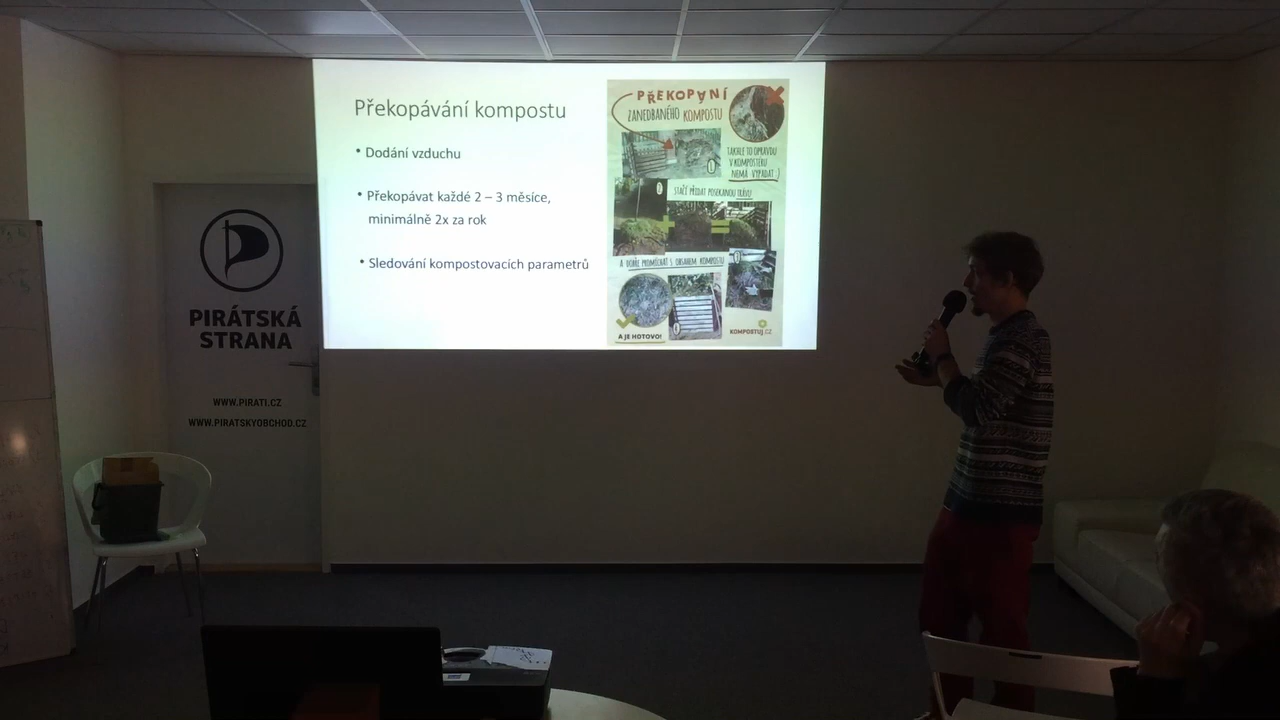 Překopávání kompostu
• Dodání vzduchu
• Překopávat každé 2 – 3 měsíce,
minimálně 2x za rok
• Sledování kompostovacích parametrů
PŘEKOPÁNÍ
ZANEDBANÉHO KOMPOSTU
TAKHLE TO OPRAVDU
V KOMPOSTÉRU
NEMÁ VYPADAT :)
1
2
STAČÍ PŘIDAT POSEKANOU TRÁVU
A DOBŘE PROMÍCHAT S OBSAHEM KOMPOSTU
A JE HOTOVO!
KOMPOSTUJ.CZ
PIRÁTSKÁ
STRANA
WWW.PIRATI.CZ
WWW.PIRATSKYOBCHOD.CZ